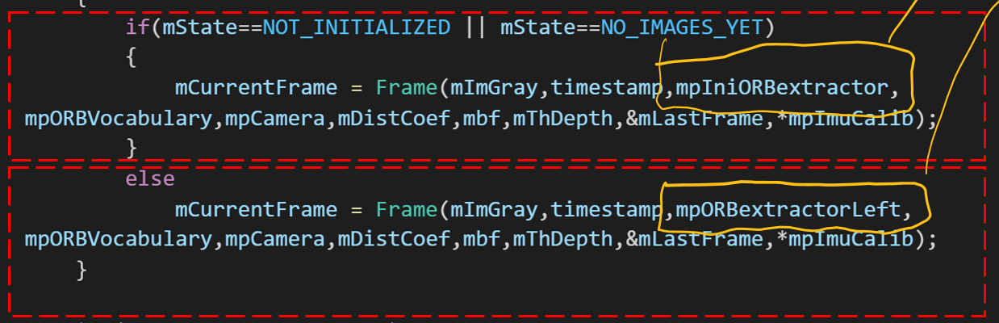 {
if(mState==NOT_INITIALIZED || mState==NO_IMAGES_YET)
{
mCurrentFrame = Frame(mImGray,timestamp,mpIniORBextractor,
mpORBVocabulary,mpCamera,mDistCoef,mbf,mThDepth,&mLastFrame,*mpImuCalib);
}
else
mCurrentFrame = Frame(mImGray,timestamp,mpORBextractorLeft,
mpORBVocabulary,mpCamera,mDistCoef,mbf,mThDepth,&mLastFrame,*mpImuCalib);
}